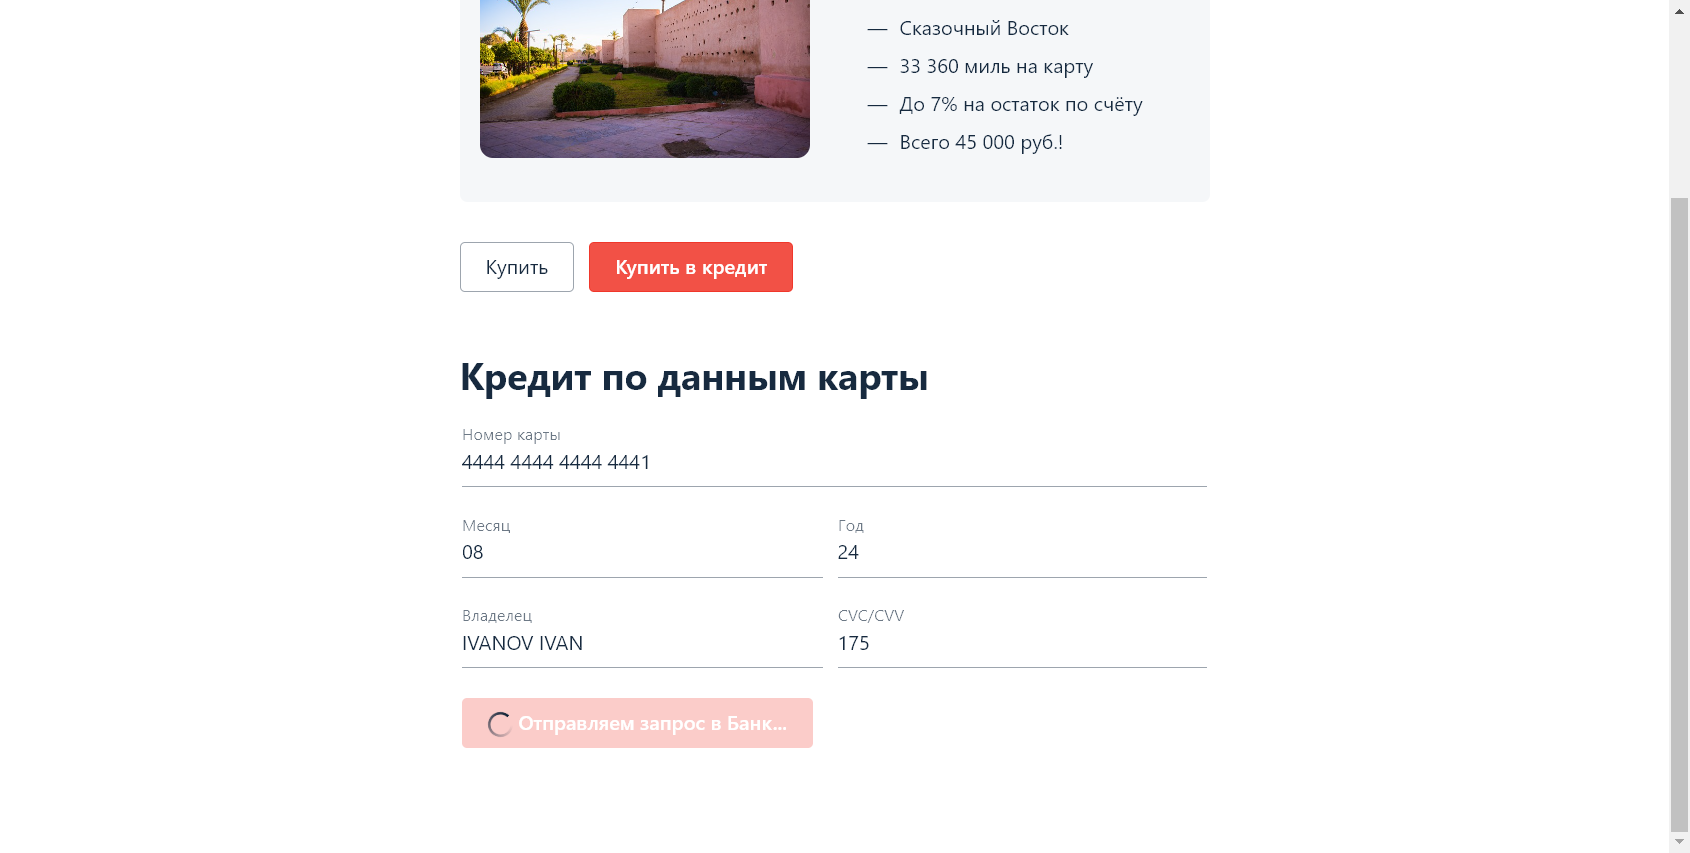 — Сказочный Восток
— 33 360 миль на карту
— До 7% на остаток по счёту
— Всего 45 000 руб.!
Купить
Купить в кредит
Кредит по данным карты
Номер карты
4444 4444 4444 4441
Месяц
Год
08
24
Владелец
CVC/CVV
IVANOV IVAN
175
Отправляем запрос в Банк...